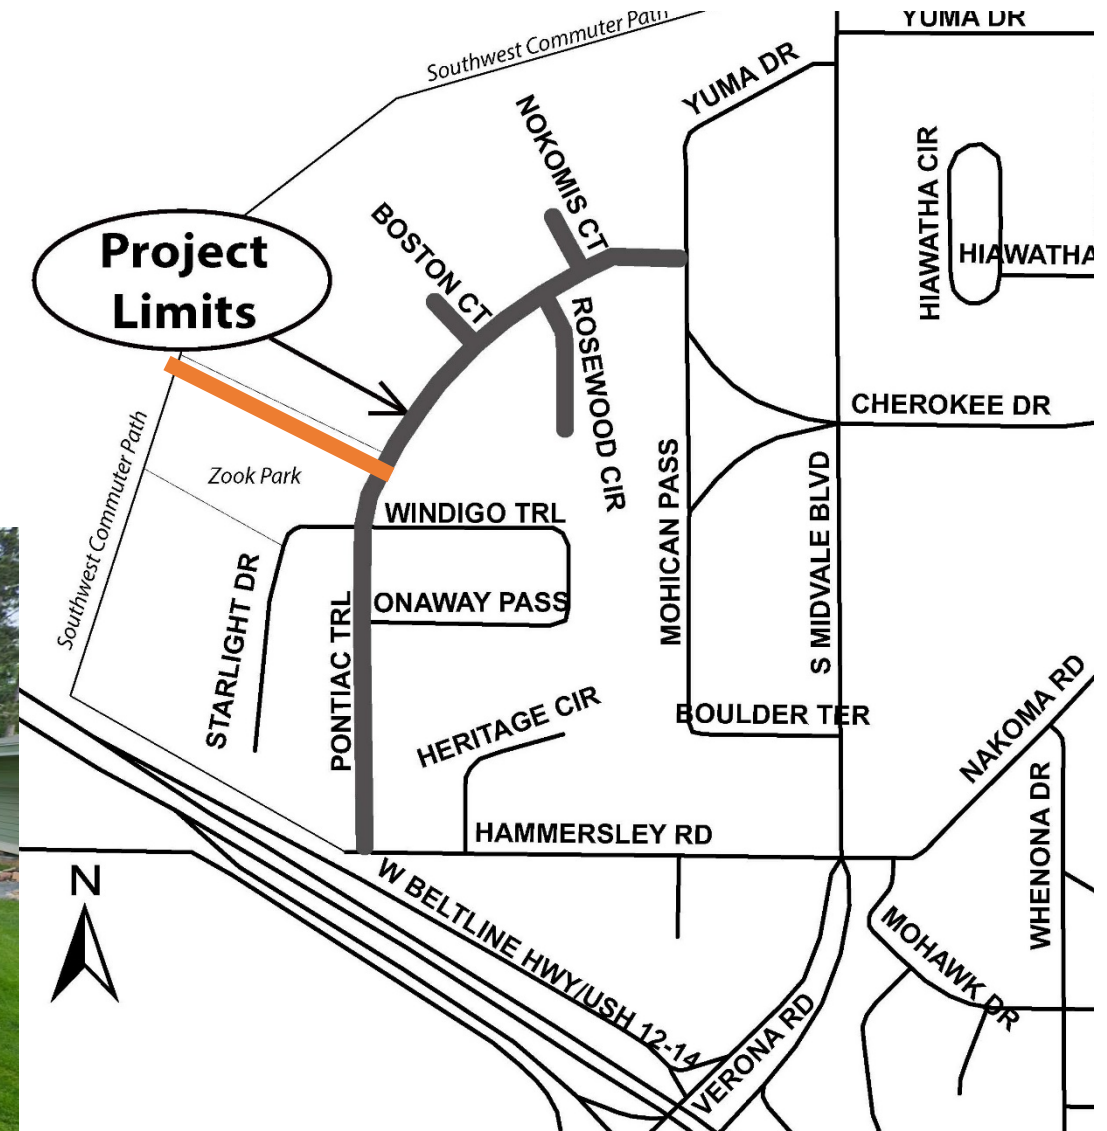 YUMA DR
Southwest Commuter Path
YUMA DR
NOKOMIS CT
HIAWATHA CIR
BOSTON CT
Project
Limits
HIAWATHA
ROSEWOOD CIR
CHEROKEE DR
Southwest Commuter Path
Zook Park
MOHICAN PASS
S MIDVALE BLVD
WINDIGO TRL
STARLIGHT DR
ONAWAY PASS
PONTIAC TRL
HERITAGE CIR
BOULDER TER
NAKOMA RD
HAMMERSLEY RD
WHENONA DR
N
W BELTLINE HWY/USH 12-14
MOHAWK DR
VERONA RD